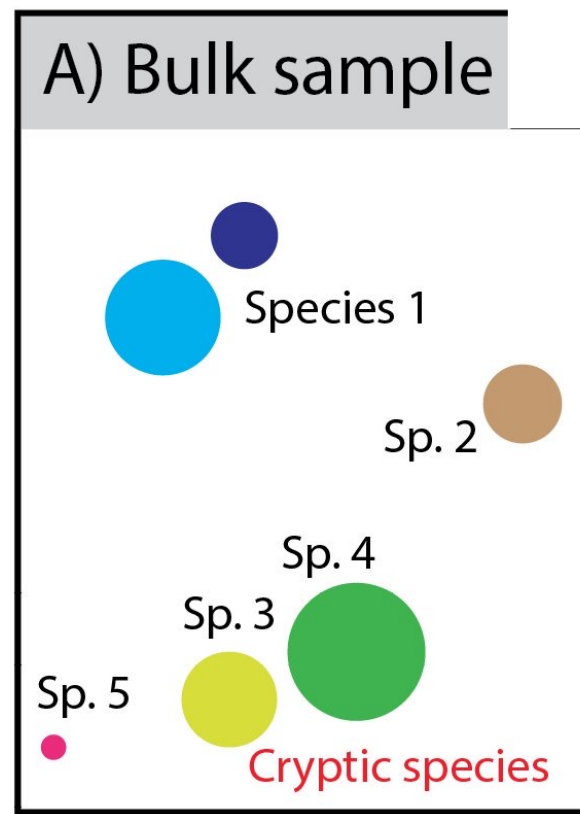 A) Bulk sample
Species 1
Sp. 2
Sp. 4
Sp. 3
Sp. 5
Cryptic species